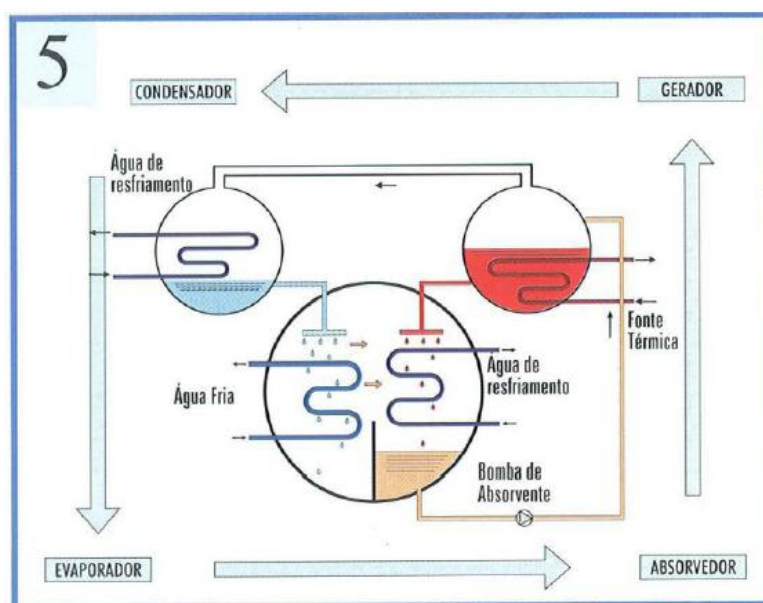 5
CONDENSADOR
GERADOR
Água de
resfriamento
Fonte
Térmica
Água de
resfriamento
Água Fria
Bomba de
Absorvente
EVAPORADOR
ABSORVEDOR